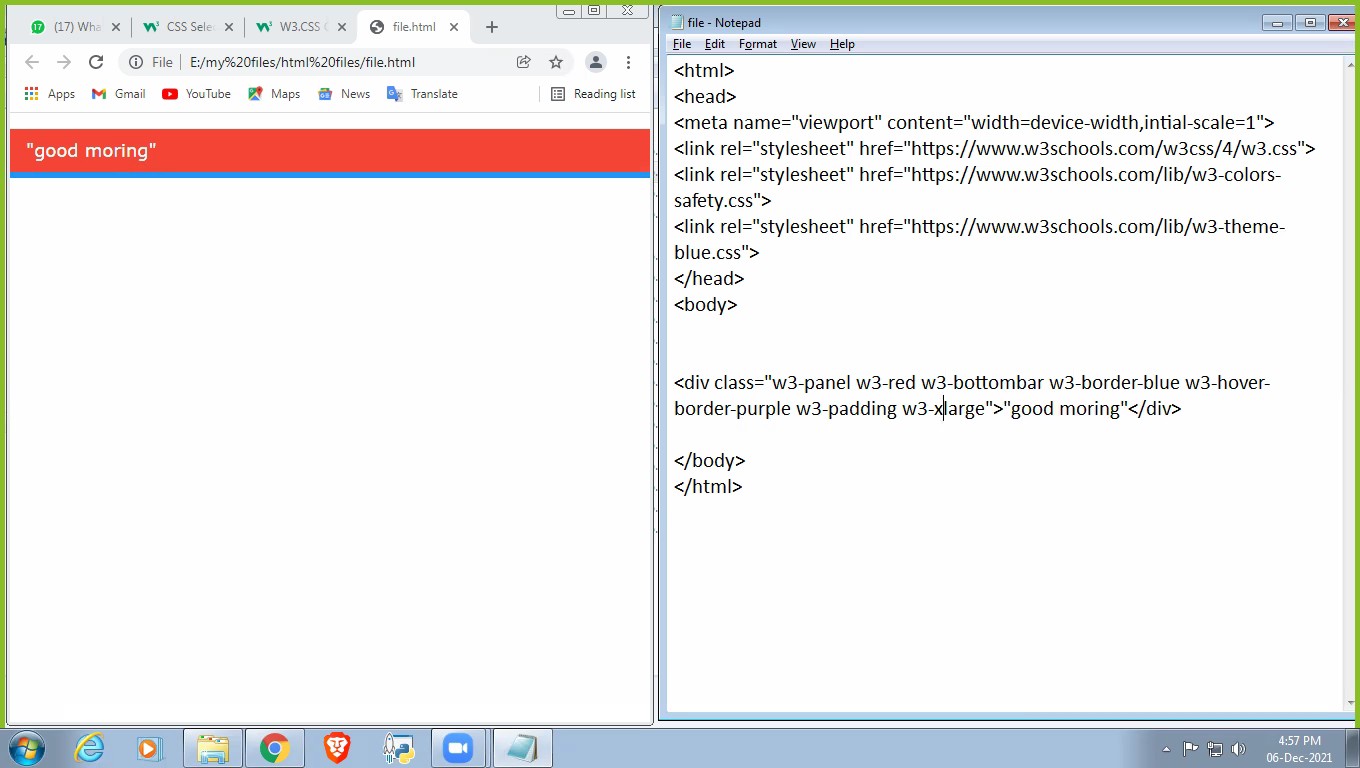 (17) Wha
CSS Sele
W3.CSS C
file.html
File
E:/my%20files/html%20files/file.html
Apps
Gmail
YouTube
Maps
News
Translate
Reading list
"good moring"
file - Notepad
File Edit Format View Help
<html>
<head>
<meta name="viewport" content="width=device-width,intial-scale=1">
<link rel="stylesheet" href="https://www.w3schools.com/w3css/4/w3.css">
<link rel="stylesheet" href="https://www.w3schools.com/lib/w3-colors-
safety.css">
<link rel="stylesheet" href="https://www.w3schools.com/lib/w3-theme-
blue.css">
</head>
<body>
<div class="w3-panel w3-red w3-bottombar w3-border-blue w3-hover-
border-purple w3-padding w3-xlarge">"good moring"</div>
</body>
</html>
4:57 PM
06-Dec-2021